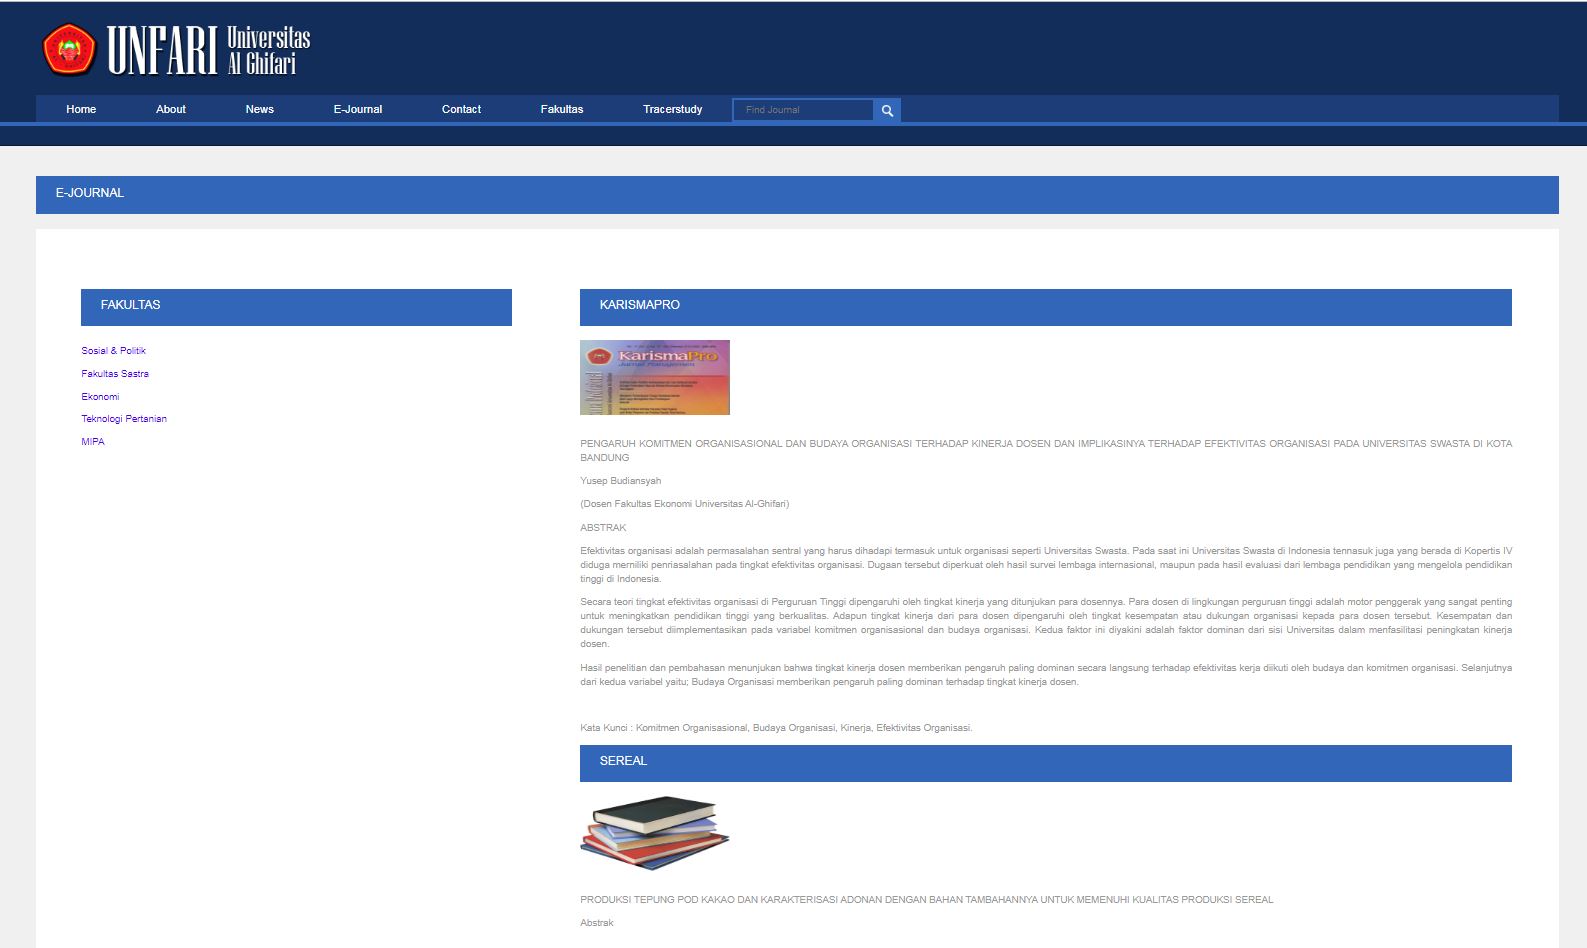 UNFARI Universitas
Al Ghifari
Home About News E-Journal Contact Fakultas Tracerstudy Find Journal
E-JOURNAL
FAKULTAS
Sosial & Politik
Fakultas Sastra
Ekonomi
Teknologi Pertanian
MIPA
KARISMAPRO
KarismaPro
Jurnal Manajemen
PENGARUH KOMITMEN ORGANISASIONAL DAN BUDAYA ORGANISASI TERHADAP KINERJA DOSEN DAN IMPLIKASINYA TERHADAP EFEKTIVITAS ORGANISASI PADA UNIVERSITAS SWASTA DI KOTA
BANDUNG
Yusep Budiansyah
(Dosen Fakultas Ekonomi Universitas Al-Ghifari)
ABSTRAK
Efektivitas organisasi adalah permasalahan sentral yang harus dihadapi termasuk untuk organisasi seperti Universitas Swasta. Pada saat ini Universitas Swasta di Indonesia tennasuk juga yang berada di Kopertis IV
diduga merniliki penriasalahan pada tingkat efektivitas organisasi. Dugaan tersebut diperkuat oleh hasil survei lembaga internasional, maupun pada hasil evaluasi dari lembaga pendidikan yang mengelola pendidikan
tinggi di Indonesia.
Secara teori tingkat efektivitas organisasi di Perguruan Tinggi dipengaruhi oleh tingkat kinerja yang ditunjukan para dosennya. Para dosen di lingkungan perguruan tinggi adalah motor penggerak yang sangat penting
untuk meningkatkan pendidikan tinggi yang berkualitas. Adapun tingkat kinerja dari para dosen dipengaruhi oleh tingkat kesempatan atau dukungan organisasi kepada para dosen tersebut. Kesempatan dan
dukungan tersebut diimplementasikan pada variabel komitmen organisasional dan budaya organisasi. Kedua faktor ini diyakini adalah faktor dominan dari sisi Universitas dalam menfasilitasi peningkatan kinerja
dosen.
Hasil penelitian dan pembahasan menunjukan bahwa tingkat kinerja dosen memberikan pengaruh paling dominan secara langsung terhadap efektivitas kerja diikuti oleh budaya dan komitmen organisasi. Selanjutnya
dari kedua variabel yaitu; Budaya Organisasi memberikan pengaruh paling dominan terhadap tingkat kinerja dosen.
Kata Kunci : Komitmen Organisasional, Budaya Organisasi, Kinerja, Efektivitas Organisasi.
SEREAL
PRODUKSI TEPUNG POD KAKAO DAN KARAKTERISASI ADONAN DENGAN BAHAN TAMBAHANNYA UNTUK MEMENUHI KUALITAS PRODUKSI SEREAL
Abstrak